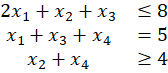 2x₁ + x₂ + x₃ ≤ 8
x₁ + x₃ + x₄ = 5
x₂ + x₄ ≥ 4